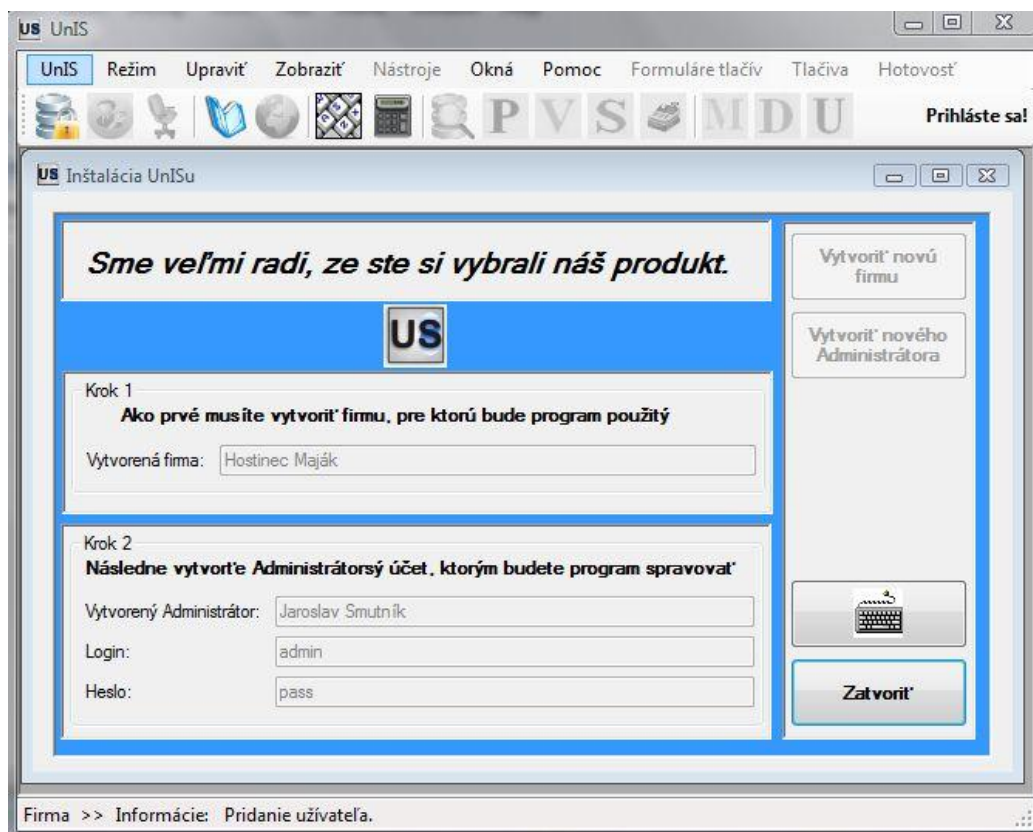 US UnIS
UnIS Režim Upraviť Zobraziť Nástroje Okná Pomoc Formuláre tlačív Tlačiva Hotovosť
P V S M D U Prihláste sa!
US Inštalácia UnISu
Sme veľmi radi, ze ste si vybrali náš produkt.
US
Krok 1
Ako prvé musíte vytvoriť firmu, pre ktorú bude program použitý
Vytvorená firma: Hostinec Maják
Krok 2
Následne vytvorťe Administrátorsý účet, ktorým budete program spravovať
Vytvorený Administrátor: Jaroslav Smutník
Login: admin
Heslo: pass
Vytvoriť novú
firmu
Vytvoriť nového
Administrátora
Zatvoriť
Firma >> Informácie: Pridanie užívateľa.